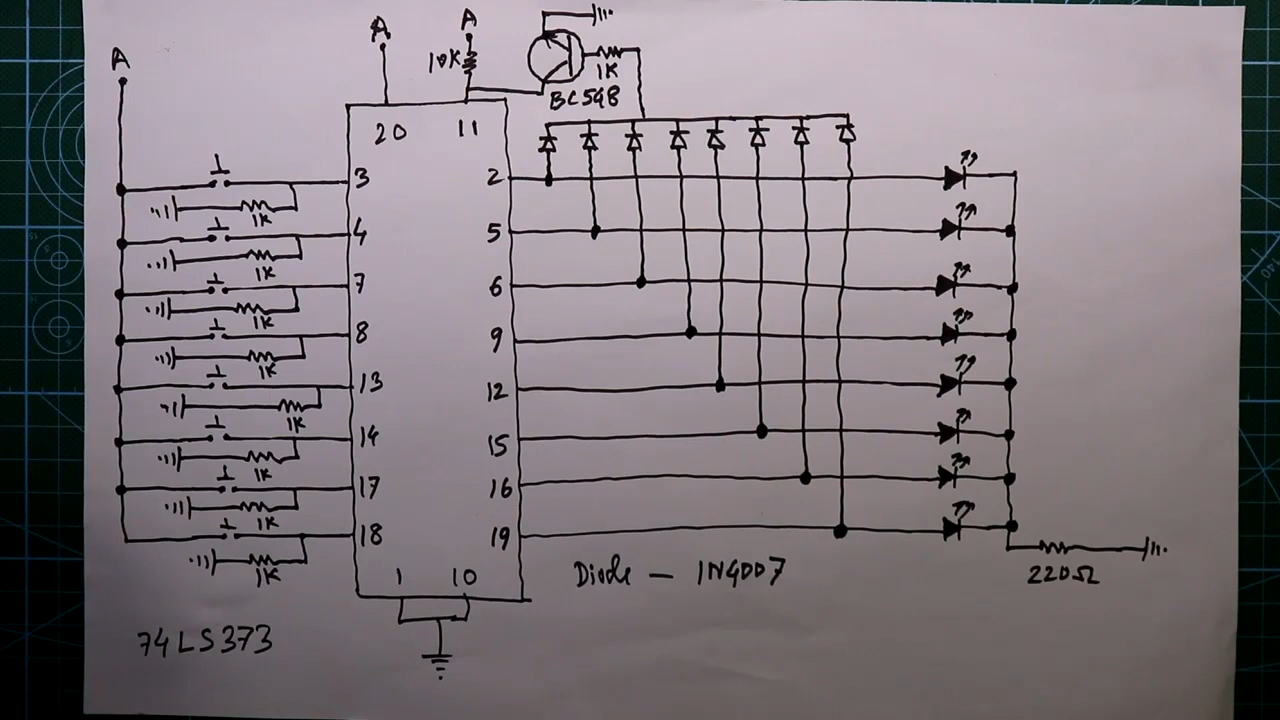 A
A
A
10K
1K
BC548
20
11
3
2
1K
4
5
1K
7
6
1K
8
9
1K
13
12
1K
14
15
1K
17
16
1K
18
19
1K
1
10
Diode – 1N4007
220Ω
74LS373